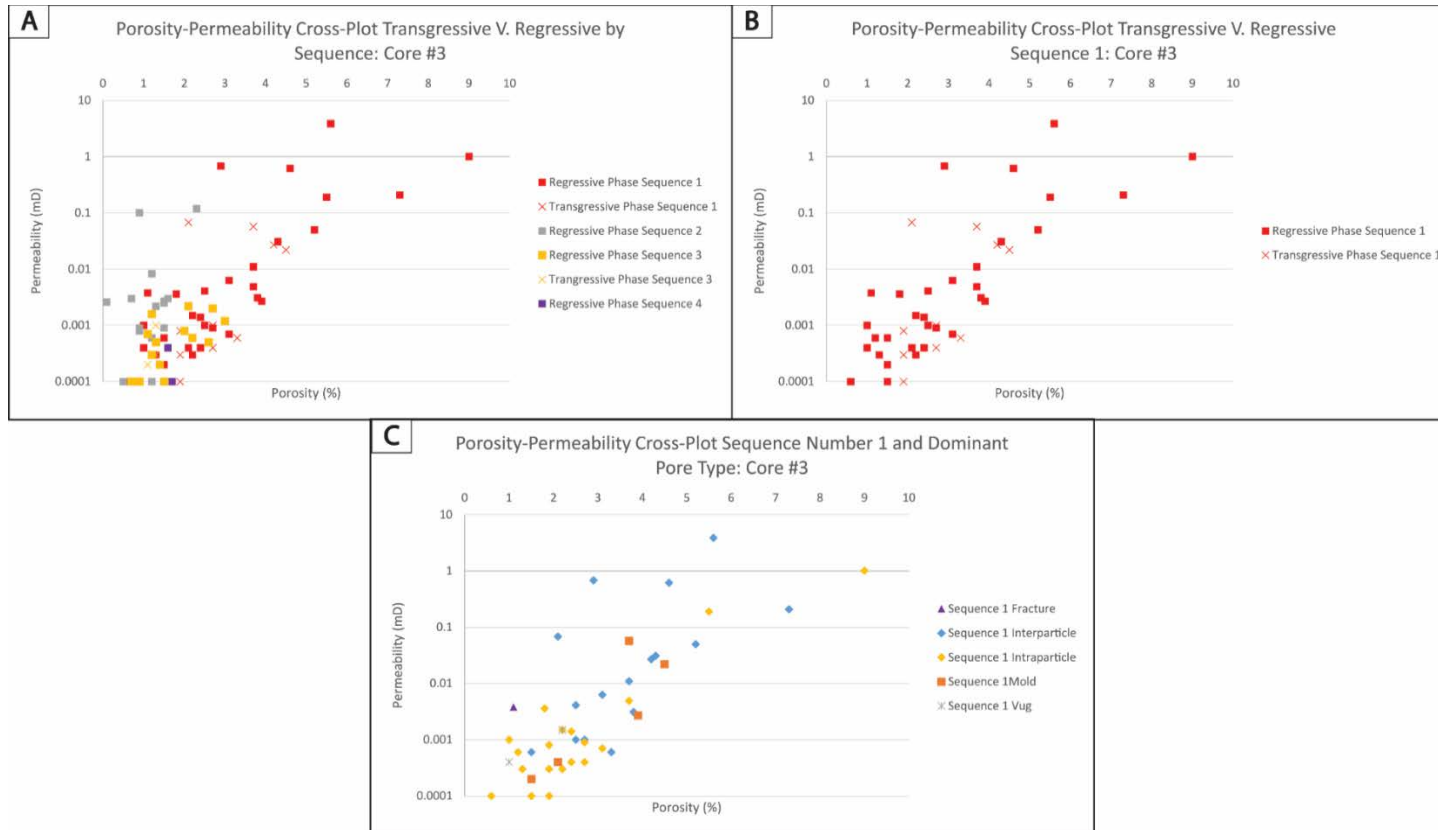 A
Porosity-Permeability Cross-Plot Transgressive V. Regressive by
Sequence: Core #3
0 1 2 3 4 5 6 7 8 9 10
10
1
0.1
0.01
0.001
0.0001
Permeability (mD)
Porosity (%)
Regressive Phase Sequence 1
Transgressive Phase Sequence 1
Regressive Phase Sequence 2
Regressive Phase Sequence 3
Trangressive Phase Sequence 3
Regressive Phase Sequence 4
B
Porosity-Permeability Cross-Plot Transgressive V. Regressive
Sequence 1: Core #3
0 1 2 3 4 5 6 7 8 9 10
10
1
0.1
0.01
0.001
0.0001
Permeability (mD)
Porosity (%)
Regressive Phase Sequence 1
Transgressive Phase Sequence 1
C
Porosity-Permeability Cross-Plot Sequence Number 1 and Dominant
Pore Type: Core #3
0 1 2 3 4 5 6 7 8 9 10
10
1
0.1
0.01
0.001
0.0001
Permeability (mD)
Porosity (%)
Sequence 1 Fracture
Sequence 1 Interparticle
Sequence 1 Intraparticle
Sequence 1Mold
Sequence 1 Vug